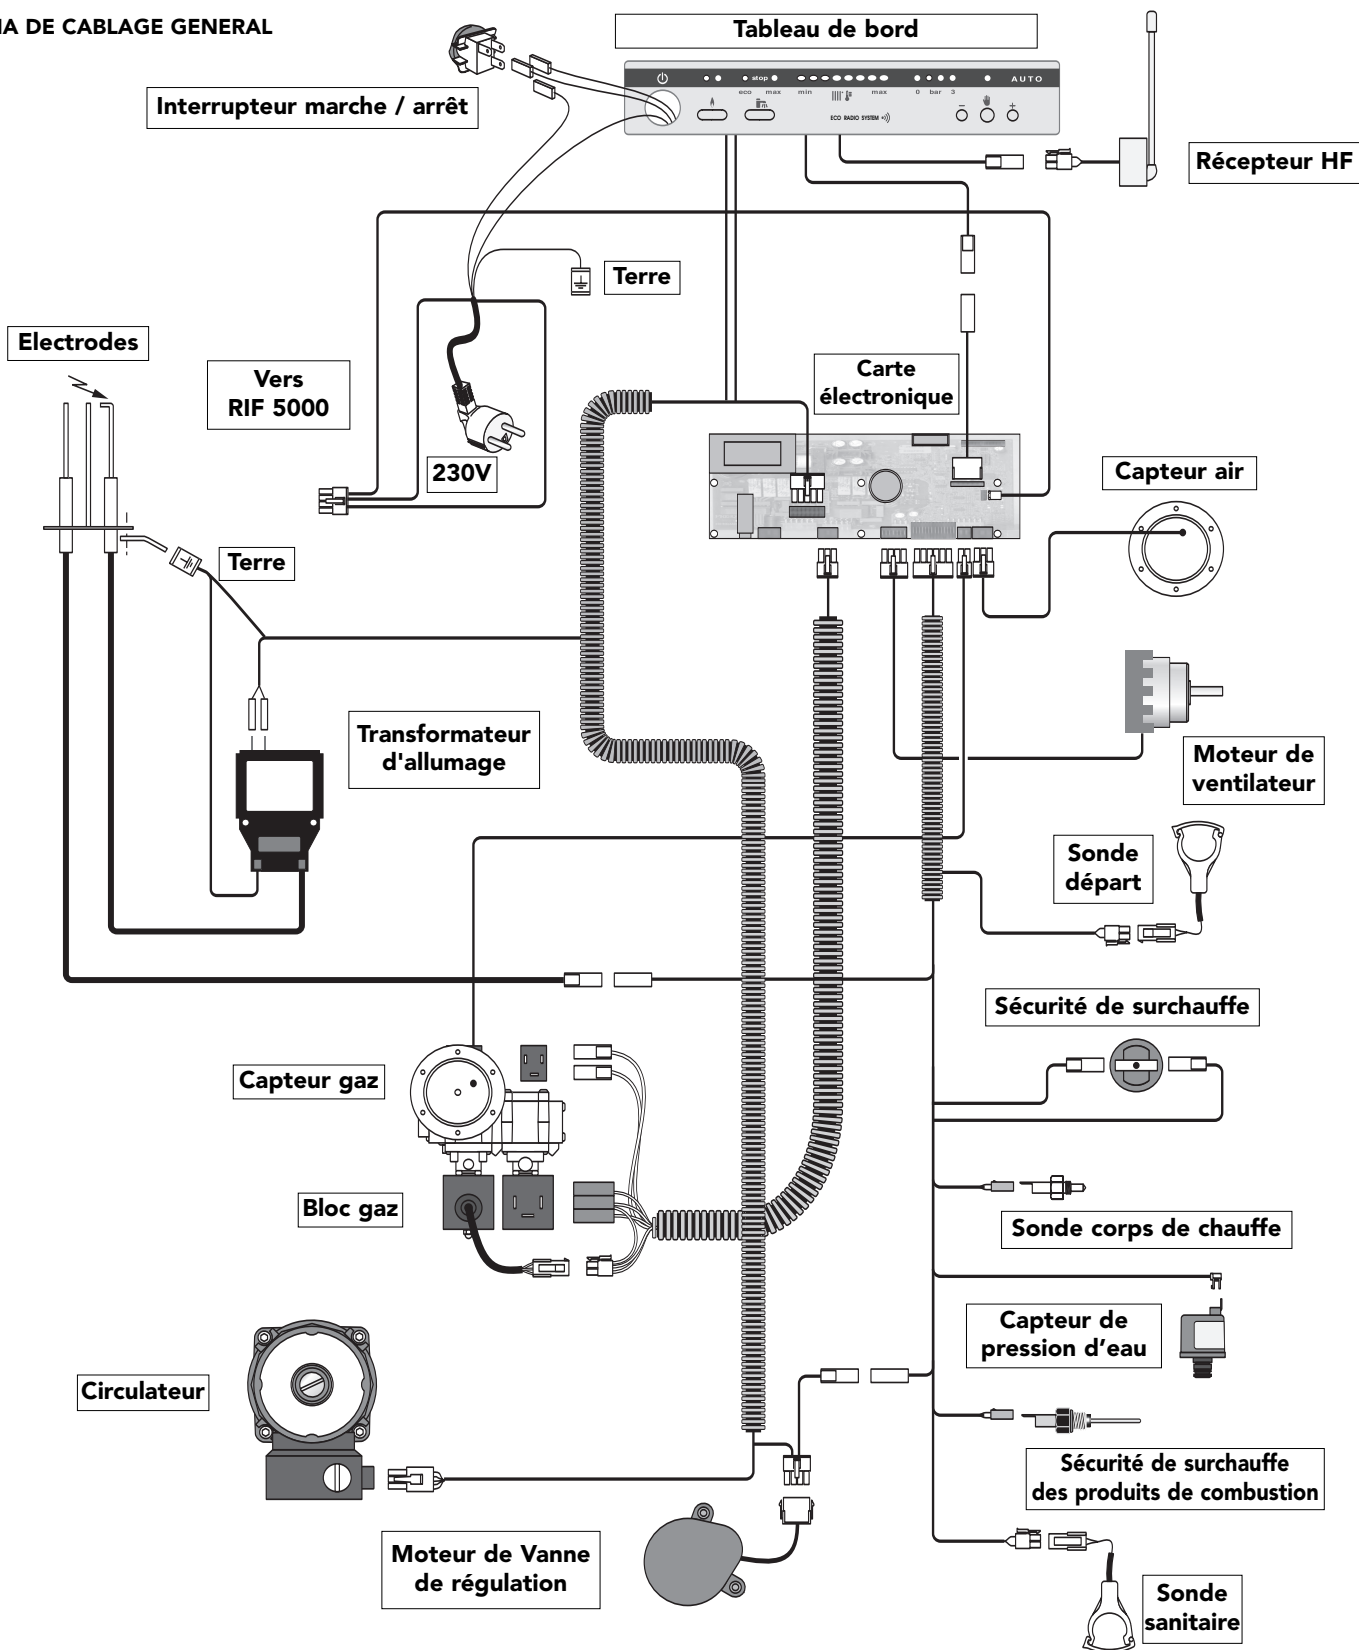 MA DE CABLAGE GENERAL
Tableau de bord
Interrupteur marche / arrêt
stop
AUTO
eco
max
min
max
0
bar
3
ECO RADIO SYSTEM
Récepteur HF
Terre
Electrodes
Vers
RIF 5000
Carte
électronique
230V
Capteur air
Terre
Transformateur
d'allumage
Moteur de
ventilateur
Sonde
départ
Sécurité de surchauffe
Capteur gaz
Bloc gaz
Sonde corps de chauffe
Capteur de
pression d’eau
Circulateur
Sécurité de surchauffe
des produits de combustion
Moteur de Vanne
de régulation
Sonde
sanitaire